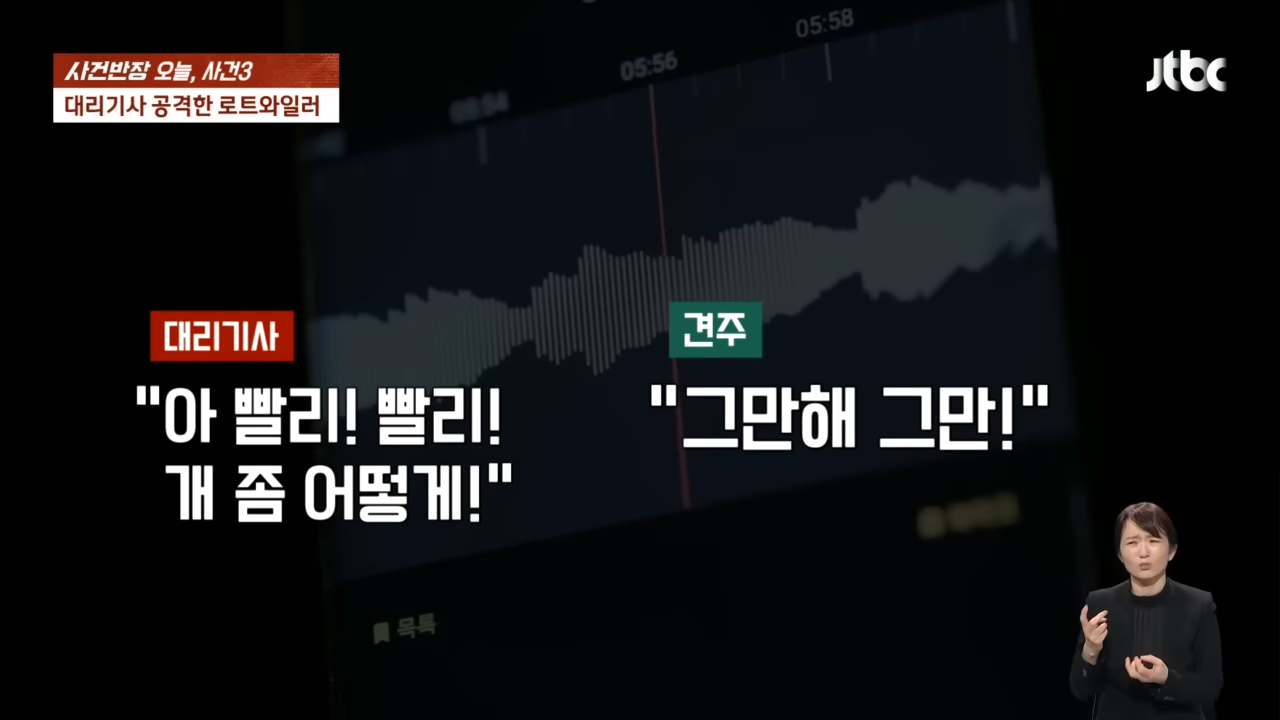 사건반장 오늘, 사건3
대리기사 공격한 로트와일러
jtbc
05:58
05:56
05:54
대리기사
"아 빨리! 빨리!
개 좀 어떻게!"
견주
"그만해 그만!"
목록